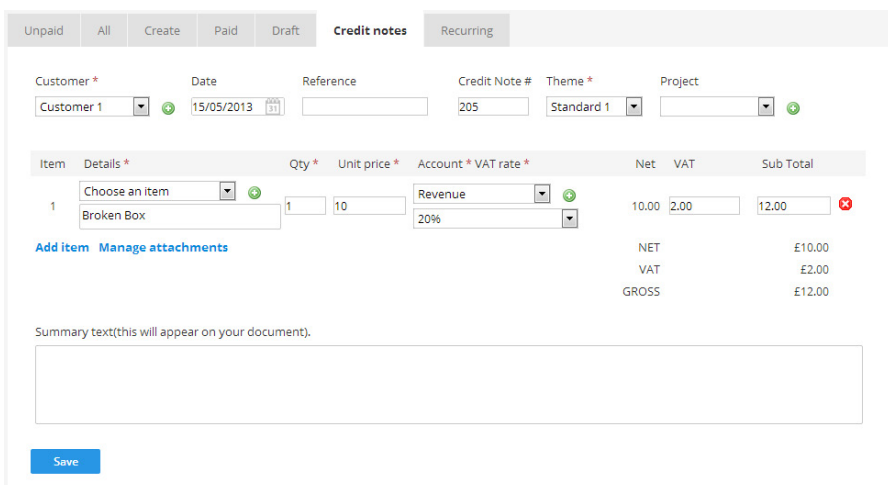 Unpaid All Create Paid Draft Credit notes Recurring
Customer * Date Reference Credit Note # Theme * Project
Customer 1 15/05/2013 31 205 Standard 1
Item Details * Qty * Unit price * Account * VAT rate * Net VAT Sub Total
Choose an item Revenue
1 1 10 10.00 2.00 12.00
Broken Box 20%
Add item Manage attachments NET £10.00
VAT £2.00
GROSS £12.00
Summary text(this will appear on your document).
Save